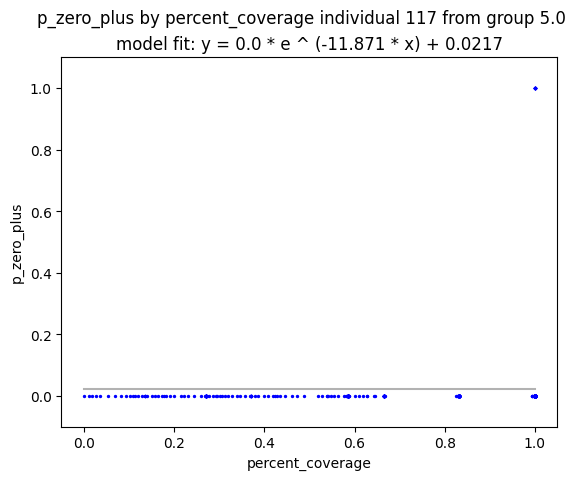 p_zero_plus by percent_coverage individual 117 from group 5.0
model fit: y = 0.0 * e ^ (-11.871 * x) + 0.0217
1.0
0.8
0.6
0.4
0.2
0.0
p_zero_plus
0.0 0.2 0.4 0.6 0.8 1.0
percent_coverage